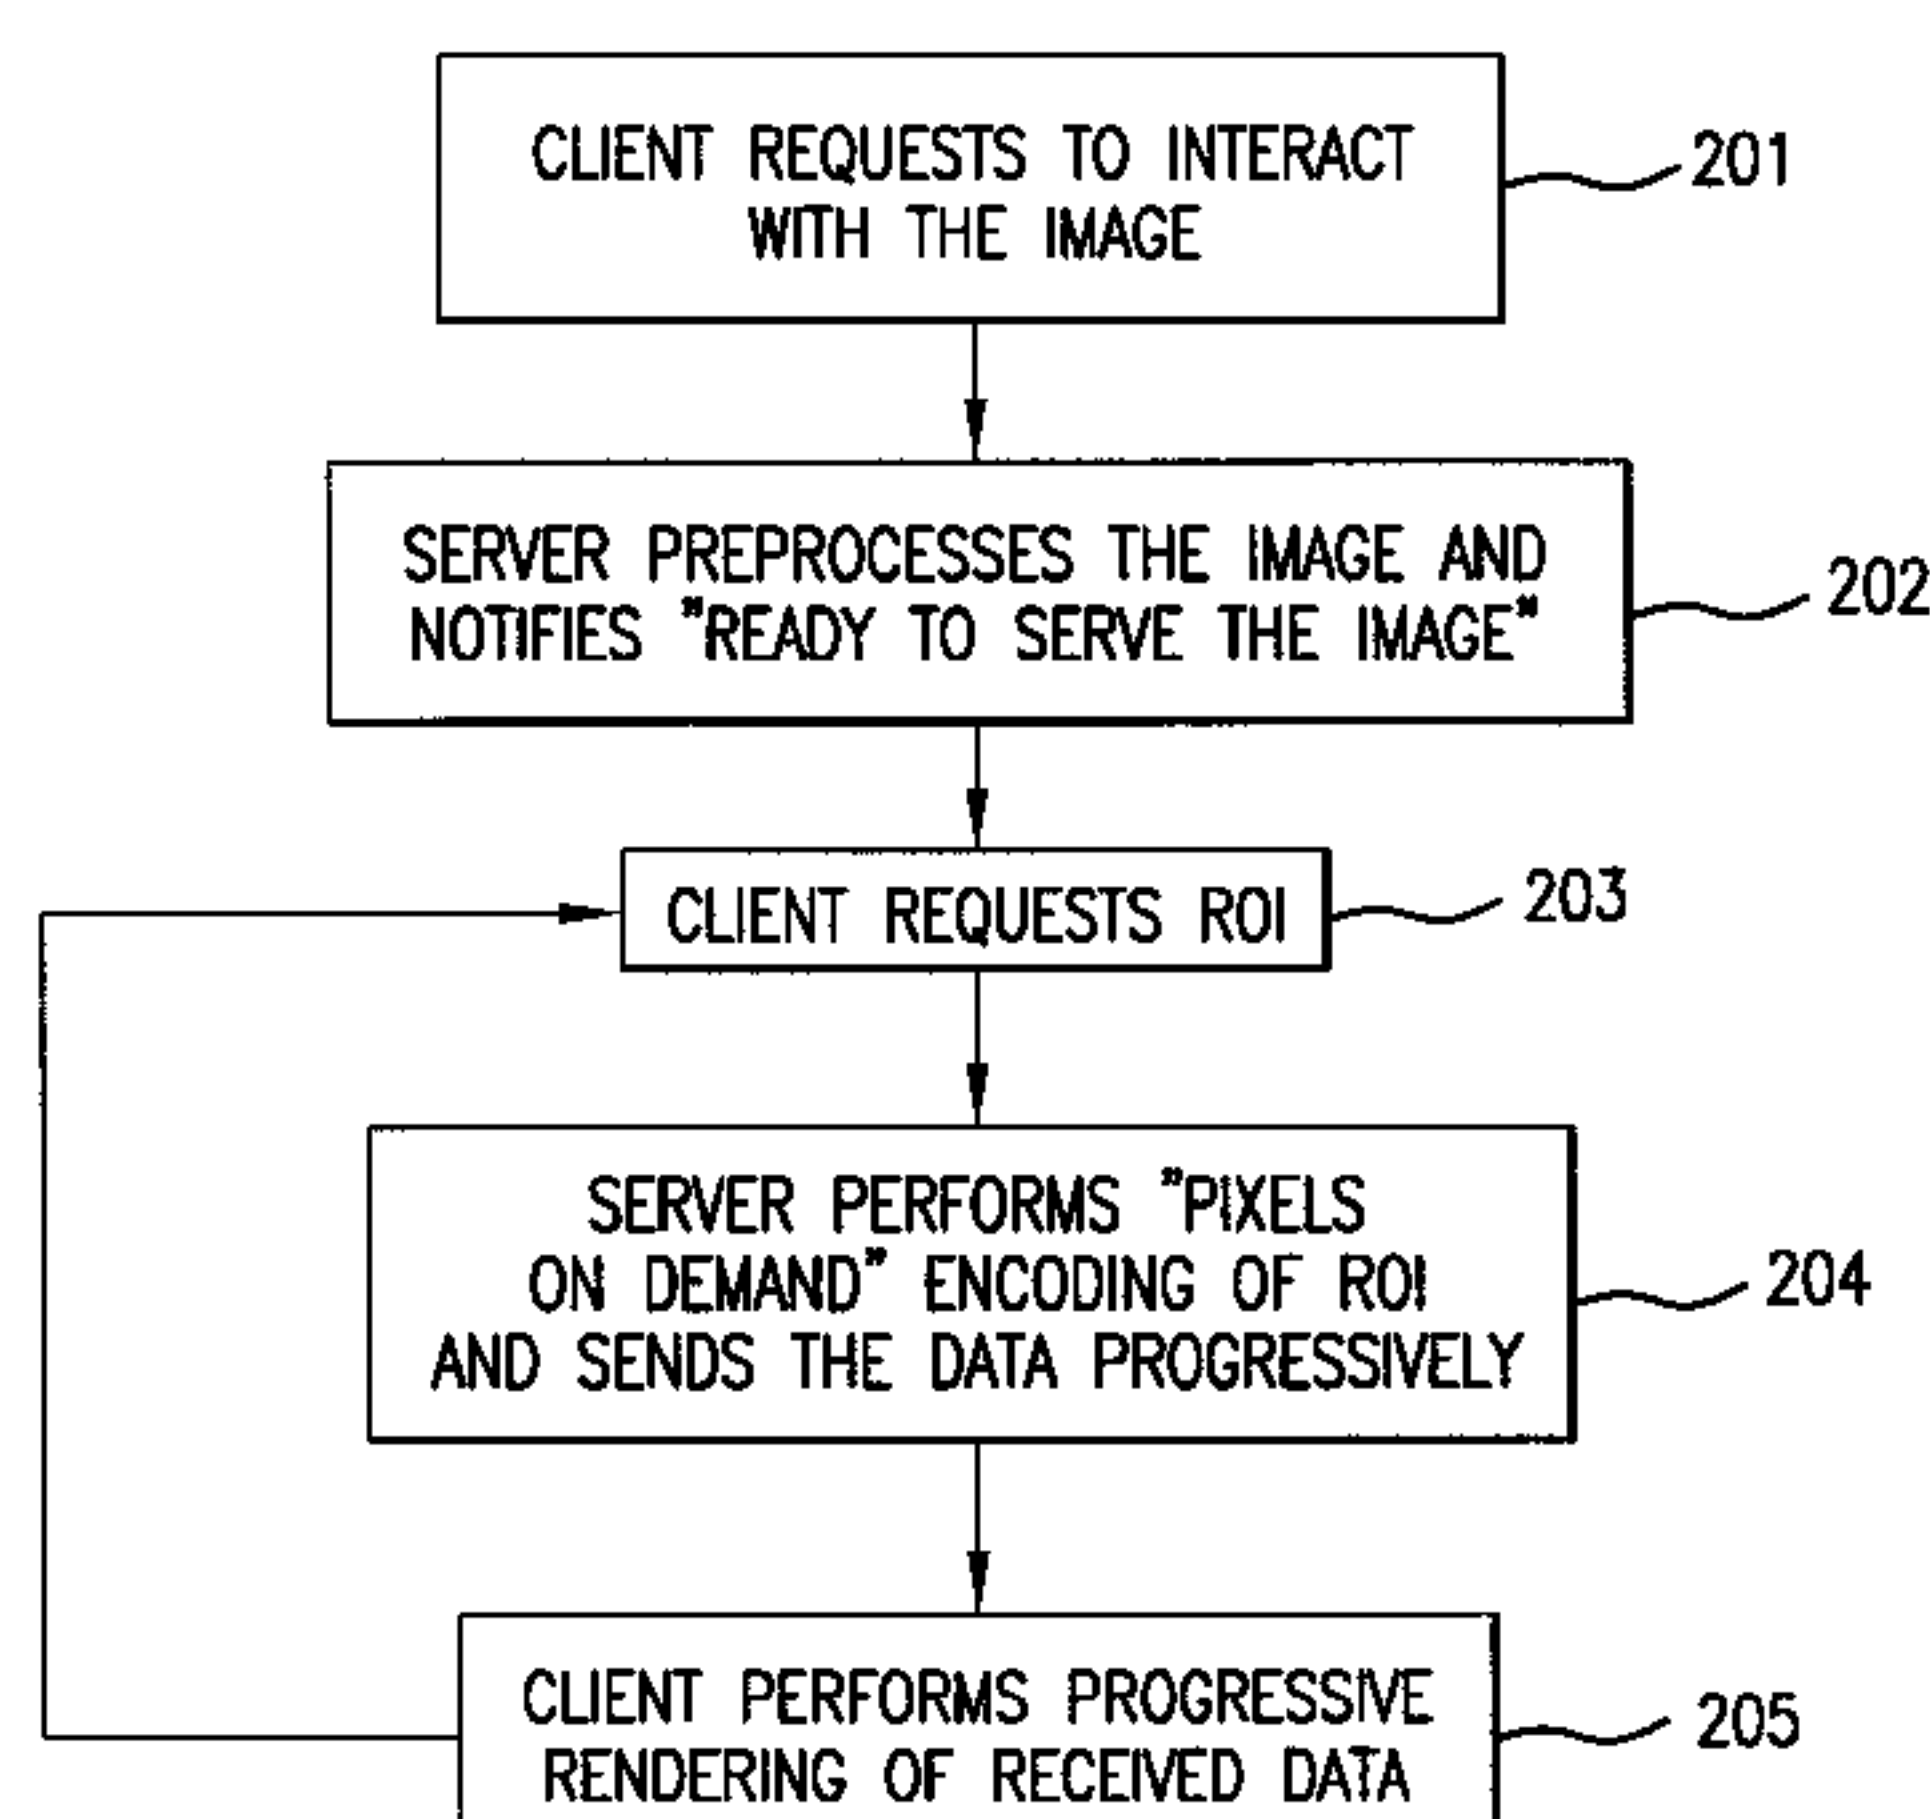 CLIENT REQUESTS TO INTERACT
WITH THE IMAGE
201
SERVER PREPROCESSES THE IMAGE AND
NOTIFIES "READY TO SERVE THE IMAGE"
202
CLIENT REQUESTS ROI
203
SERVER PERFORMS "PIXELS
ON DEMAND" ENCODING OF ROI
AND SENDS THE DATA PROGRESSIVELY
204
CLIENT PERFORMS PROGRESSIVE
RENDERING OF RECEIVED DATA
205